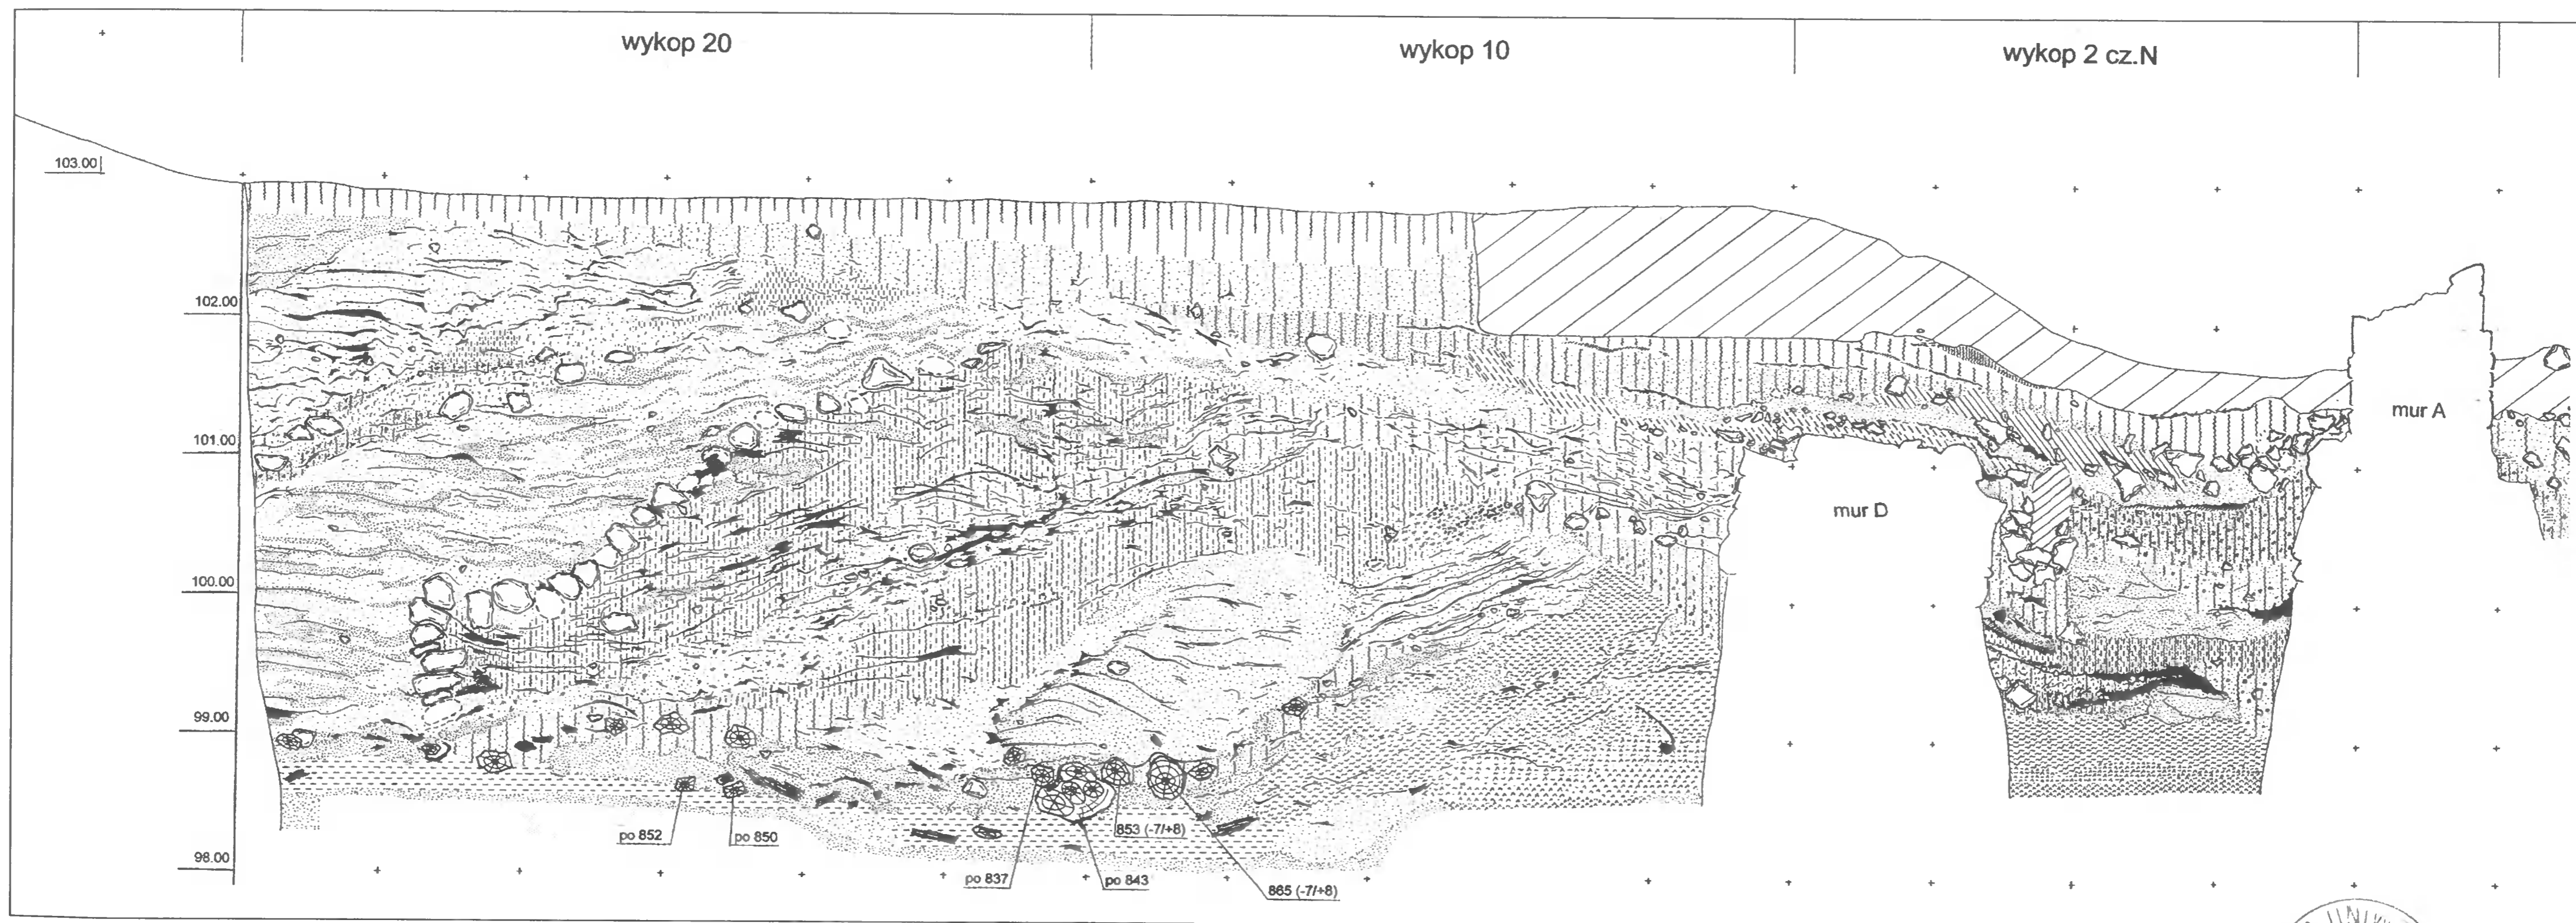 wykop 20
wykop 10
wykop 2 cz.N
103.00
102.00
101.00
100.00
99.00
98.00
mur A
mur D
po 852
po 850
853 (-7/+8)
po 837
po 843
865 (-7/+8)